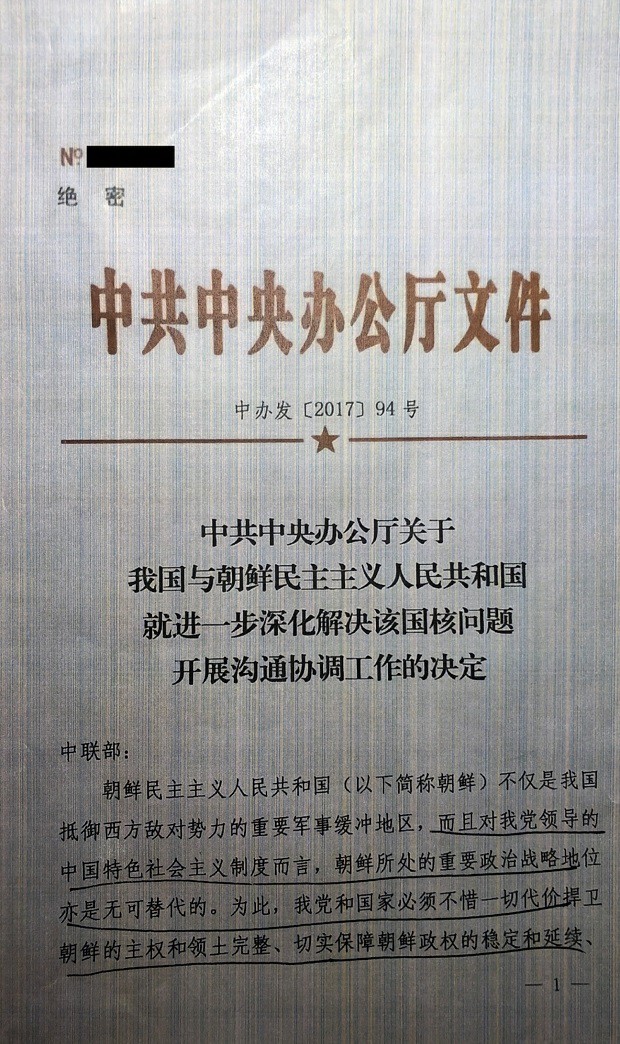 №
绝 密
中共中央办公厅文件
中办发〔2017〕94 号
中共中央办公厅关于
我国与朝鲜民主主义人民共和国
就进一步深化解决该国核问题
开展沟通协调工作的决定
中联部：
朝鲜民主主义人民共和国（以下简称朝鲜）不仅是我国
抵御西方敌对势力的重要军事缓冲地区，而且对我党领导的
中国特色社会主义制度而言，朝鲜所处的重要政治战略地位
亦是无可替代的。为此，我党和国家必须不惜一切代价捍卫
朝鲜的主权和领土完整、切实保障朝鲜政权的稳定和延续、
— 1 —